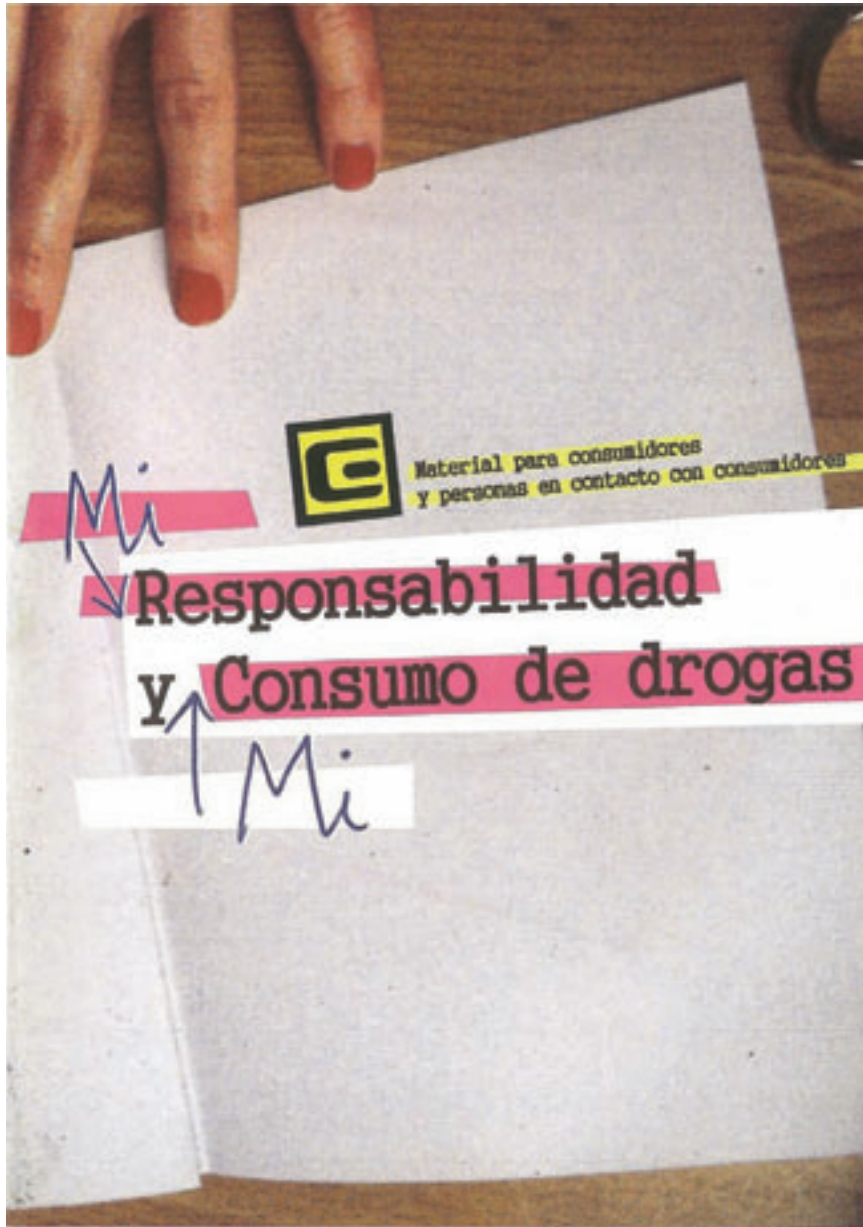 Material para consumidores
y personas en contacto con consumidores
Mi
Responsabilidad
y Consumo de drogas
Mi